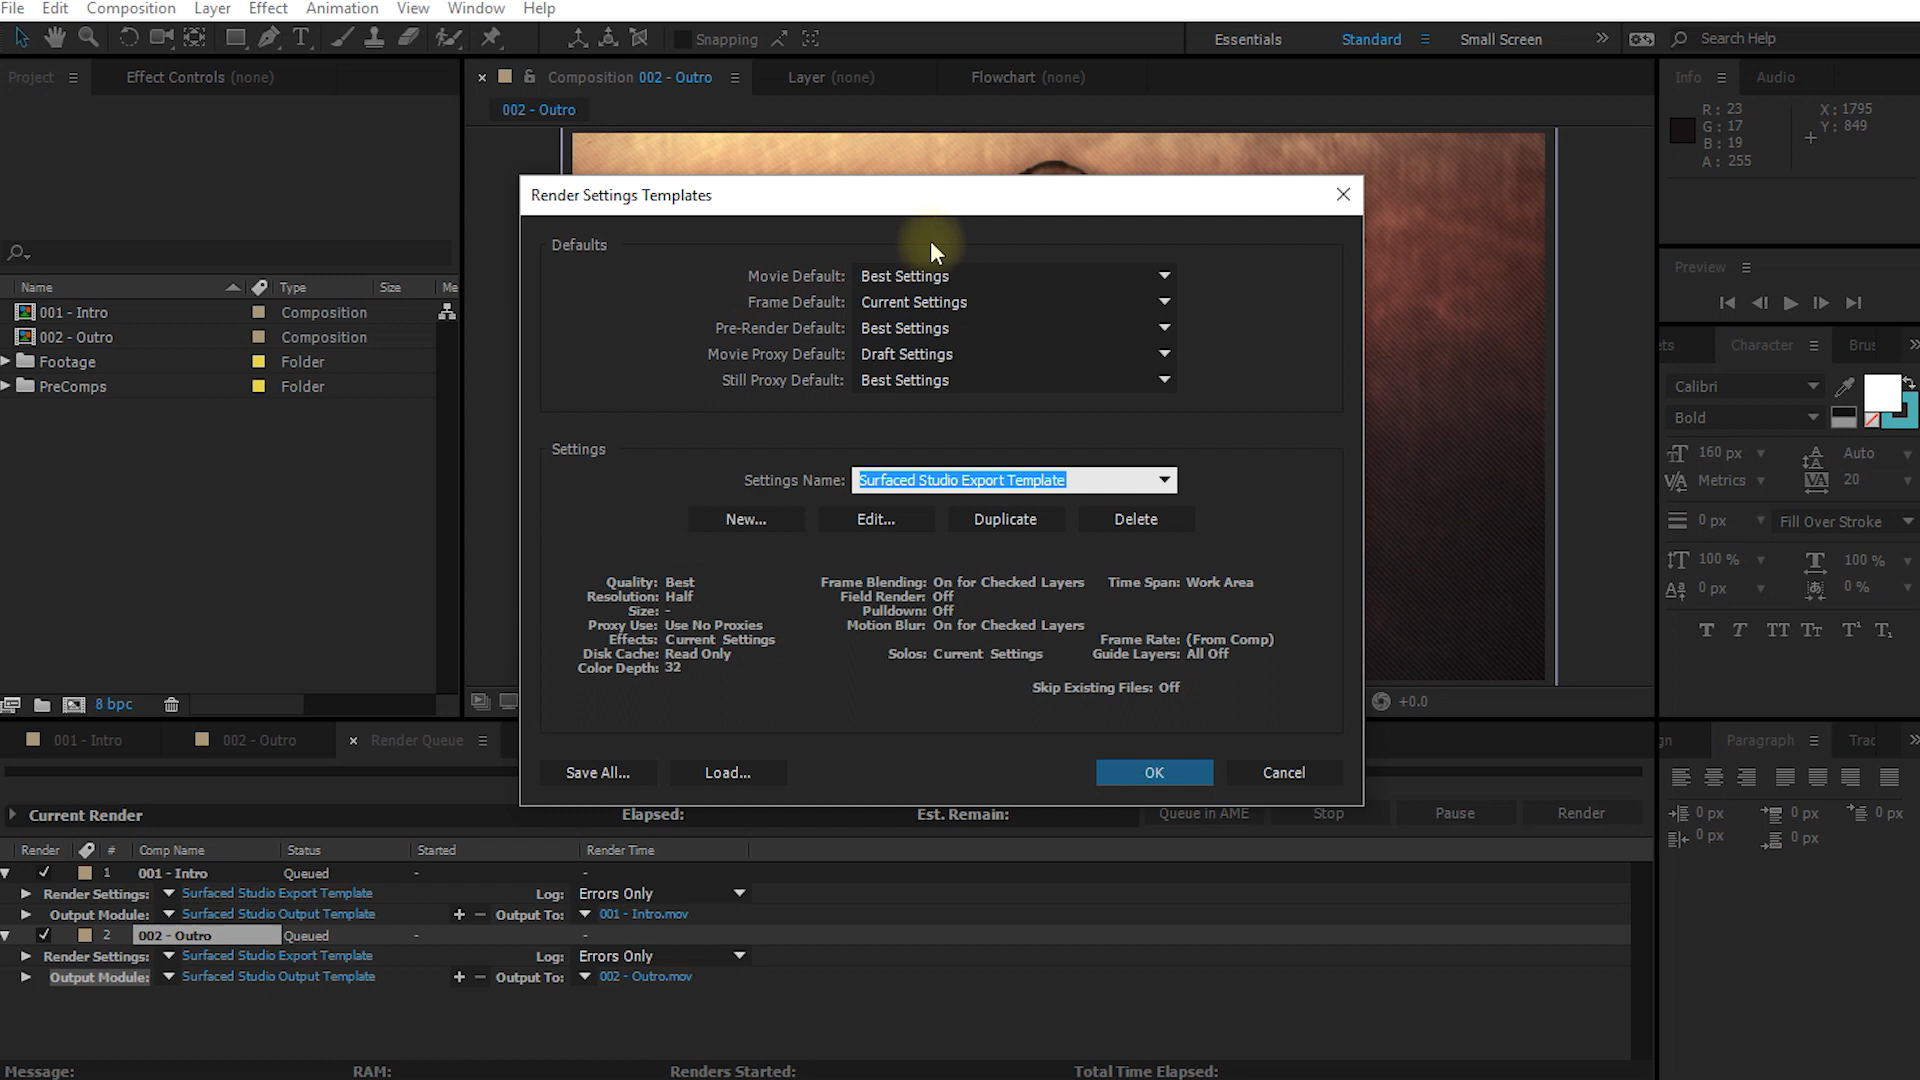 File Edit Composition Layer Effect Animation View Window Help
Snapping Essentials Standard Small Screen Search Help
Project Effect Controls (none) Composition 002 - Outro Layer (none) Flowchart (none) Info Audio
002 - Outro
R: 23 X: 1795
G: 17 Y: 849
B: 19
A: 255
Render Settings Templates
Defaults
Movie Default: Best Settings
Frame Default: Current Settings
Pre-Render Default: Best Settings
Movie Proxy Default: Draft Settings
Still Proxy Default: Best Settings
Settings
Settings Name: Surfaced Studio Export Template
New... Edit... Duplicate Delete
Quality: Best Frame Blending: On for Checked Layers Time Span: Work Area
Resolution: Half Field Render: Off
Size: - Pulldown: Off
Proxy Use: Use No Proxies Motion Blur: On for Checked Layers
Effects: Current Settings Frame Rate: (From Comp)
Disk Cache: Read Only Solos: Current Settings Guide Layers: All Off
Color Depth: 32
Skip Existing Files: Off
Save All... Load... OK Cancel
Name Type Size Me
001 - Intro Composition
002 - Outro Composition
Footage Folder
PreComps Folder
8 bpc
+0.0
Preview
ets Character Brus
Calibri
Bold
160 px Auto
Metrics 20
0 px Fill Over Stroke
100 % 100 %
0 px 0 %
T T TT Tt T¹ T₁
gn Paragraph Trac
0 px 0 px 0 px
0 px 0 px
001 - Intro 002 - Outro Render Queue
Current Render Elapsed: Est. Remain: Queue in AME Stop Pause Render
Render # Comp Name Status Started Render Time
1 001 - Intro Queued - -
Render Settings: Surfaced Studio Export Template Log: Errors Only
Output Module: Surfaced Studio Output Template + − Output To: 001 - Intro.mov
2 002 - Outro Queued - -
Render Settings: Surfaced Studio Export Template Log: Errors Only
Output Module: Surfaced Studio Output Template + − Output To: 002 - Outro.mov
Message: RAM: Renders Started: Total Time Elapsed: